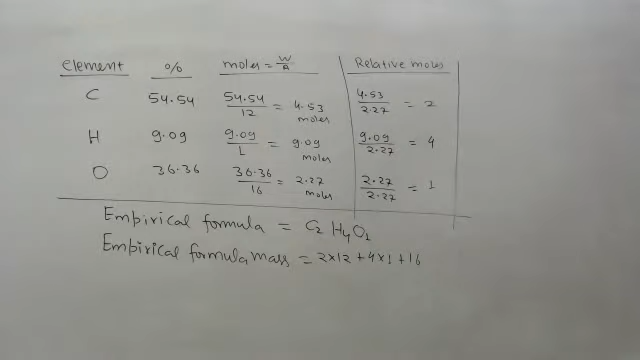 Element % moles = W/A Relative moles
C 54.54 54.54/12 = 4.53 moles 4.53/2.27 = 2
H 9.09 9.09/1 = 9.09 moles 9.09/2.27 = 4
O 36.36 36.36/16 = 2.27 moles 2.27/2.27 = 1
Empirical formula = C2 H4 O1
Empirical formula mass = 2×12 + 4×1 + 16